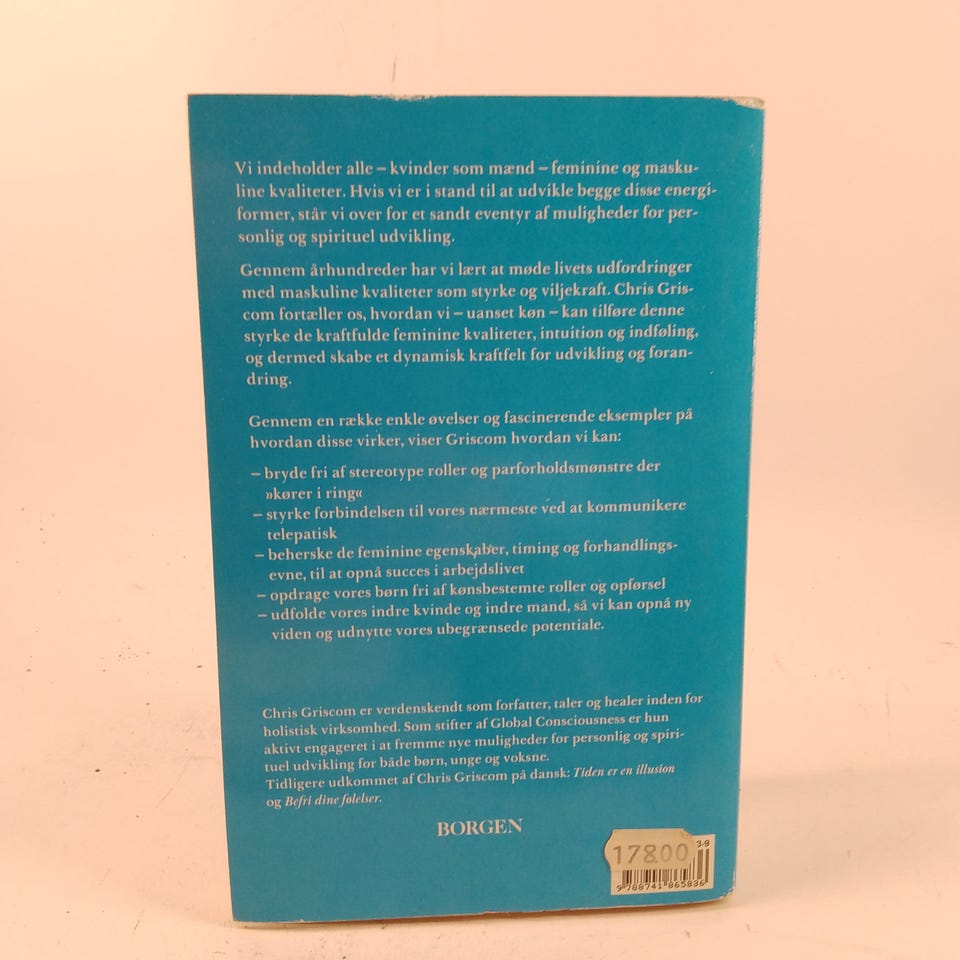 Vi indeholder alle – kvinder som mænd – feminine og masku-
line kvaliteter. Hvis vi er i stand til at udvikle begge disse energi-
former, står vi over for et sandt eventyr af muligheder for per-
sonlig og spirituel udvikling.
Gennem århundreder har vi lært at møde livets udfordringer
med maskuline kvaliteter som styrke og viljekraft. Chris Gris-
com fortæller os, hvordan vi – uanset køn – kan tilføre denne
styrke de kraftfulde feminine kvaliteter, intuition og indføling,
og dermed skabe et dynamisk kraftfelt for udvikling og foran-
dring.
Gennem en række enkle øvelser og fascinerende eksempler på
hvordan disse virker, viser Griscom hvordan vi kan:
– bryde fri af stereotype roller og parforholdsmønstre der
»kører i ring«
– styrke forbindelsen til vores nærmeste ved at kommunikere
telepatisk
– beherske de feminine egenskaber, timing og forhandlings-
evne, til at opnå succes i arbejdslivet
– opdrage vores børn fri af kønsbestemte roller og opførsel
– udfolde vores indre kvinde og indre mand, så vi kan opnå ny
viden og udnytte vores ubegrænsede potentiale.
Chris Griscom er verdenskendt som forfatter, taler og healer inden for
holistisk virksomhed. Som stifter af Global Consciousness er hun
aktivt engageret i at fremme nye muligheder for personlig og spiri-
tuel udvikling for både børn, unge og voksne.
Tidligere udkommet af Chris Griscom på dansk: Tiden er en illusion
og Befri dine følelser.
BORGEN
178.00
3-9
9 788741 865836